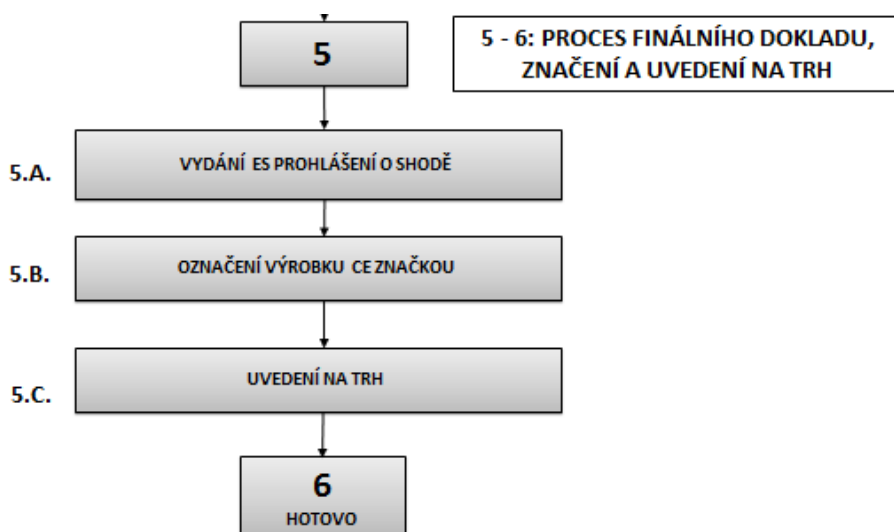 5
5 - 6: PROCES FINÁLNÍHO DOKLADU,
ZNAČENÍ A UVEDENÍ NA TRH
5.A.
VYDÁNÍ ES PROHLÁŠENÍ O SHODĚ
5.B.
OZNAČENÍ VÝROBKU CE ZNAČKOU
5.C.
UVEDENÍ NA TRH
6
HOTOVO